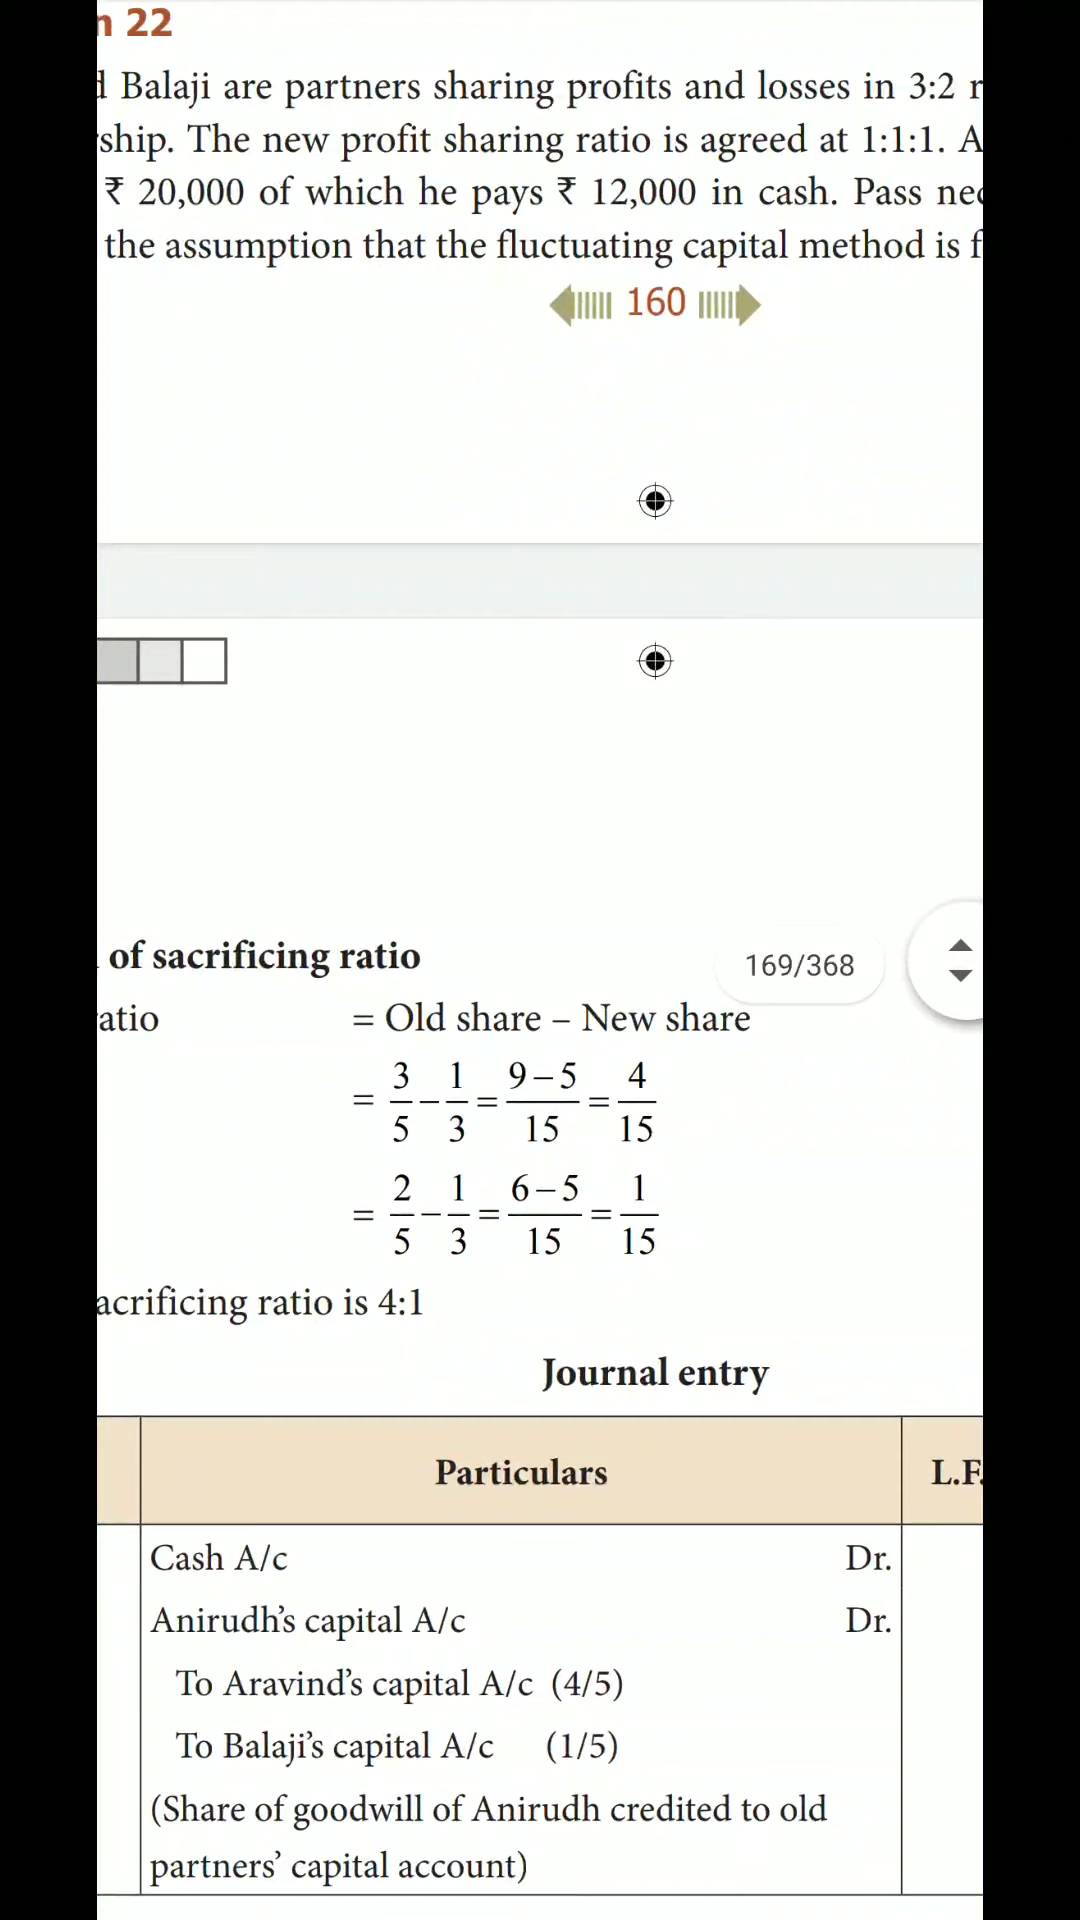 n 22
d Balaji are partners sharing profits and losses in 3:2 r
ship. The new profit sharing ratio is agreed at 1:1:1. A
₹ 20,000 of which he pays ₹ 12,000 in cash. Pass nec
the assumption that the fluctuating capital method is f
160
of sacrificing ratio
169/368
atio = Old share – New share
= 3/5 – 1/3 = 9–5/15 = 4/15
= 2/5 – 1/3 = 6–5/15 = 1/15
acrificing ratio is 4:1
Journal entry
Particulars L.F.
Cash A/c Dr.
Anirudh's capital A/c Dr.
To Aravind's capital A/c (4/5)
To Balaji's capital A/c (1/5)
(Share of goodwill of Anirudh credited to old
partners' capital account)